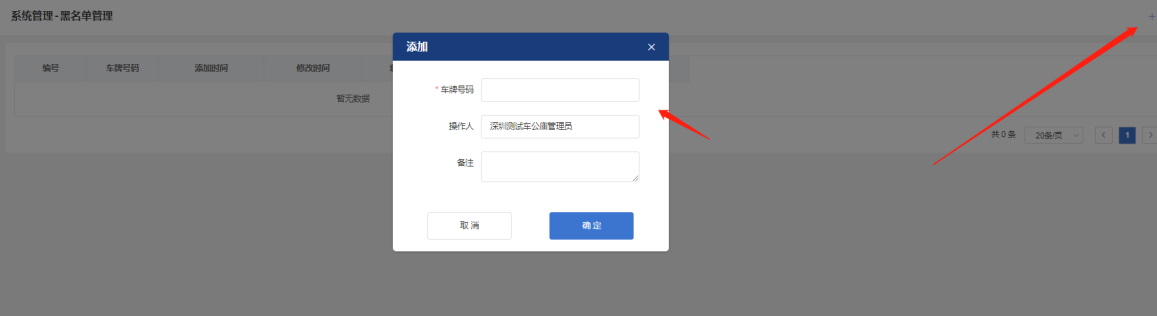 系统管理-黑名单管理
+
添加 ×
编号 车牌号码 添加时间 修改时间
* 车牌号码
暂无数据
操作人 深圳测试车公庙管理员
共 0 条 20条/页 < 1 >
备注
取 消 确 定